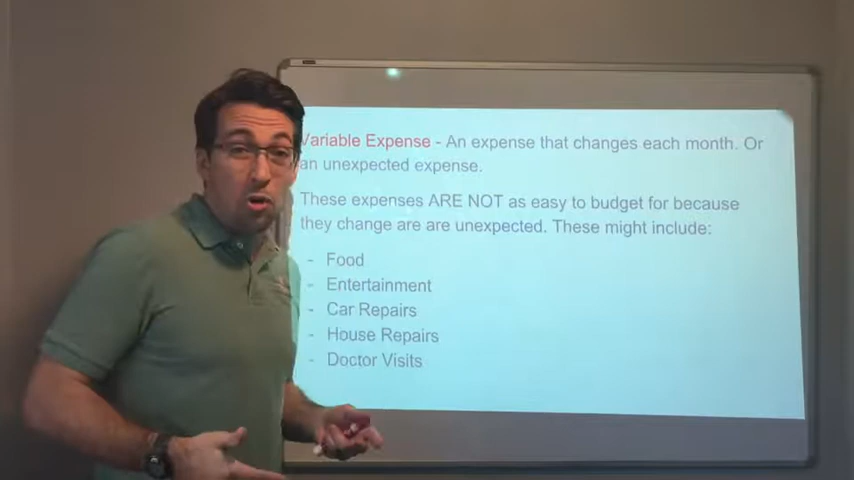 Variable Expense - An expense that changes each month. Or
an unexpected expense.
These expenses ARE NOT as easy to budget for because
they change are are unexpected. These might include:
- Food
- Entertainment
- Car Repairs
- House Repairs
- Doctor Visits